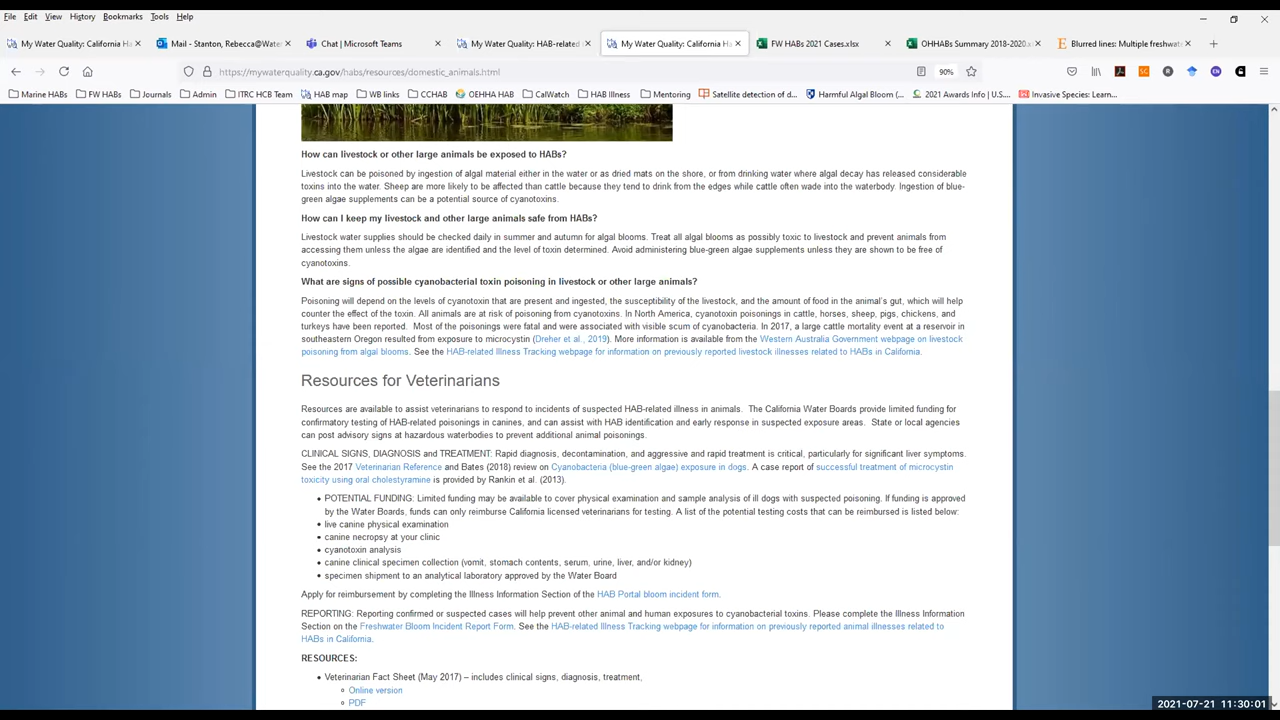 File Edit View History Bookmarks Tools Help
My Water Quality: California Ha Mail - Stanton, Rebecca@Water Chat | Microsoft Teams My Water Quality: HAB-related My Water Quality: California Ha FW HABs 2021 Cases.xlsx OHHABs Summary 2018-2020.x Blurred lines: Multiple freshwat
https://mywaterquality.ca.gov/habs/resources/domestic_animals.html 90%
Marine HABs FW HABs Journals Admin ITRC HCB Team HAB map WB links CCHAB OEHHA HAB CalWatch HAB Illness Mentoring Satellite detection of d... Harmful Algal Bloom (... 2021 Awards Info | U.S.... Invasive Species: Learn...
How can livestock or other large animals be exposed to HABs?
Livestock can be poisoned by ingestion of algal material either in the water or as dried mats on the shore, or from drinking water where algal decay has released considerable
toxins into the water. Sheep are more likely to be affected than cattle because they tend to drink from the edges while cattle often wade into the waterbody. Ingestion of blue-
green algae supplements can be a potential source of cyanotoxins.
How can I keep my livestock and other large animals safe from HABs?
Livestock water supplies should be checked daily in summer and autumn for algal blooms. Treat all algal blooms as possibly toxic to livestock and prevent animals from
accessing them unless the algae are identified and the level of toxin determined. Avoid administering blue-green algae supplements unless they are shown to be free of
cyanotoxins.
What are signs of possible cyanobacterial toxin poisoning in livestock or other large animals?
Poisoning will depend on the levels of cyanotoxin that are present and ingested, the susceptibility of the livestock, and the amount of food in the animal's gut, which will help
counter the effect of the toxin. All animals are at risk of poisoning from cyanotoxins. In North America, cyanotoxin poisonings in cattle, horses, sheep, pigs, chickens, and
turkeys have been reported. Most of the poisonings were fatal and were associated with visible scum of cyanobacteria. In 2017, a large cattle mortality event at a reservoir in
southeastern Oregon resulted from exposure to microcystin (Dreher et al., 2019). More information is available from the Western Australia Government webpage on livestock
poisoning from algal blooms. See the HAB-related Illness Tracking webpage for information on previously reported livestock illnesses related to HABs in California.
Resources for Veterinarians
Resources are available to assist veterinarians to respond to incidents of suspected HAB-related illness in animals. The California Water Boards provide limited funding for
confirmatory testing of HAB-related poisonings in canines, and can assist with HAB identification and early response in suspected exposure areas. State or local agencies
can post advisory signs at hazardous waterbodies to prevent additional animal poisonings.
CLINICAL SIGNS, DIAGNOSIS and TREATMENT: Rapid diagnosis, decontamination, and aggressive and rapid treatment is critical, particularly for significant liver symptoms.
See the 2017 Veterinarian Reference and Bates (2018) review on Cyanobacteria (blue-green algae) exposure in dogs. A case report of successful treatment of microcystin
toxicity using oral cholestyramine is provided by Rankin et al. (2013).
• POTENTIAL FUNDING: Limited funding may be available to cover physical examination and sample analysis of ill dogs with suspected poisoning. If funding is approved
by the Water Boards, funds can only reimburse California licensed veterinarians for testing. A list of the potential testing costs that can be reimbursed is listed below:
• live canine physical examination
• canine necropsy at your clinic
• cyanotoxin analysis
• canine clinical specimen collection (vomit, stomach contents, serum, urine, liver, and/or kidney)
• specimen shipment to an analytical laboratory approved by the Water Board
Apply for reimbursement by completing the Illness Information Section of the HAB Portal bloom incident form.
REPORTING: Reporting confirmed or suspected cases will help prevent other animal and human exposures to cyanobacterial toxins. Please complete the Illness Information
Section on the Freshwater Bloom Incident Report Form. See the HAB-related Illness Tracking webpage for information on previously reported animal illnesses related to
HABs in California.
RESOURCES:
• Veterinarian Fact Sheet (May 2017) – includes clinical signs, diagnosis, treatment,
Online version
PDF
2021-07-21 11:30:01